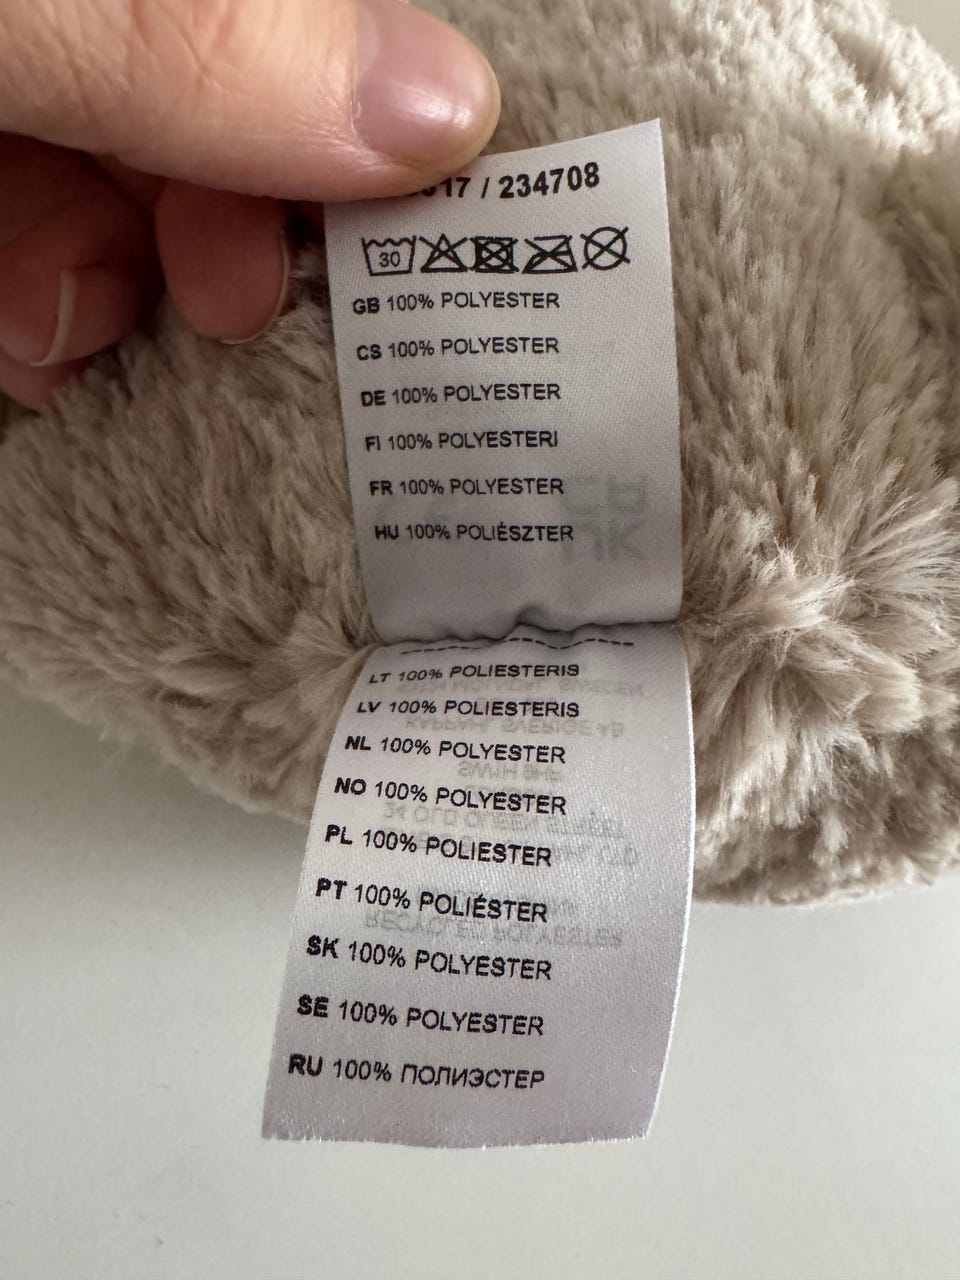 17 / 234708
30
GB 100% POLYESTER
CS 100% POLYESTER
DE 100% POLYESTER
FI 100% POLYESTERI
FR 100% POLYESTER
HU 100% POLIÉSZTER
LT 100% POLIESTERIS
LV 100% POLIESTERIS
NL 100% POLYESTER
NO 100% POLYESTER
PL 100% POLIESTER
PT 100% POLIÉSTER
SK 100% POLYESTER
SE 100% POLYESTER
RU 100% ПОЛИЭСТЕР